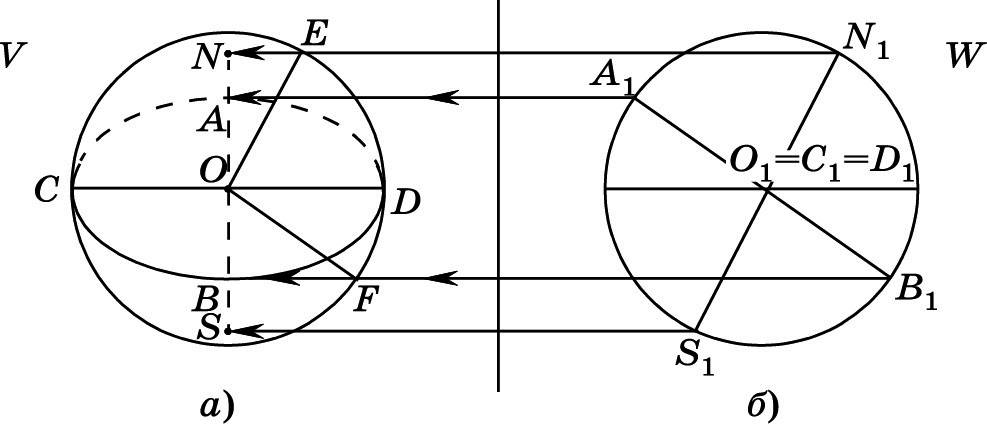 V
N
E
A
O
C
D
B
F
S
а)
W
N₁
A₁
O₁=C₁=D₁
B₁
S₁
б)